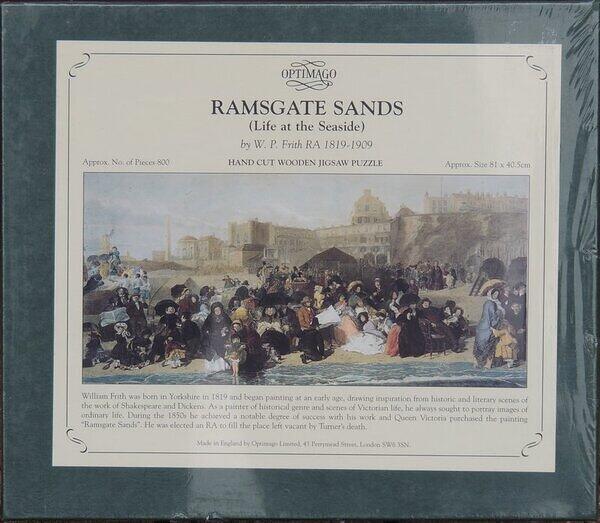 OPTIMAGO
RAMSGATE SANDS
(Life at the Seaside)
by W. P. Frith RA 1819-1909
Approx. No. of Pieces 800 HAND CUT WOODEN JIGSAW PUZZLE Approx. Size 81 x 40.5cm
William Frith was born in Yorkshire in 1819 and began painting at an early age, drawing inspiration from historic and literary scenes of
the work of Shakespeare and Dickens. As a painter of historical genre and scenes of Victorian life, he always sought to portray images of
ordinary life. During the 1850s he achieved a notable degree of success with his work and Queen Victoria purchased the painting
"Ramsgate Sands". He was elected an RA to fill the place left vacant by Turner's death.
Made in England by Optimago Limited, 43 Perrymead Street, London SW6 3SN.